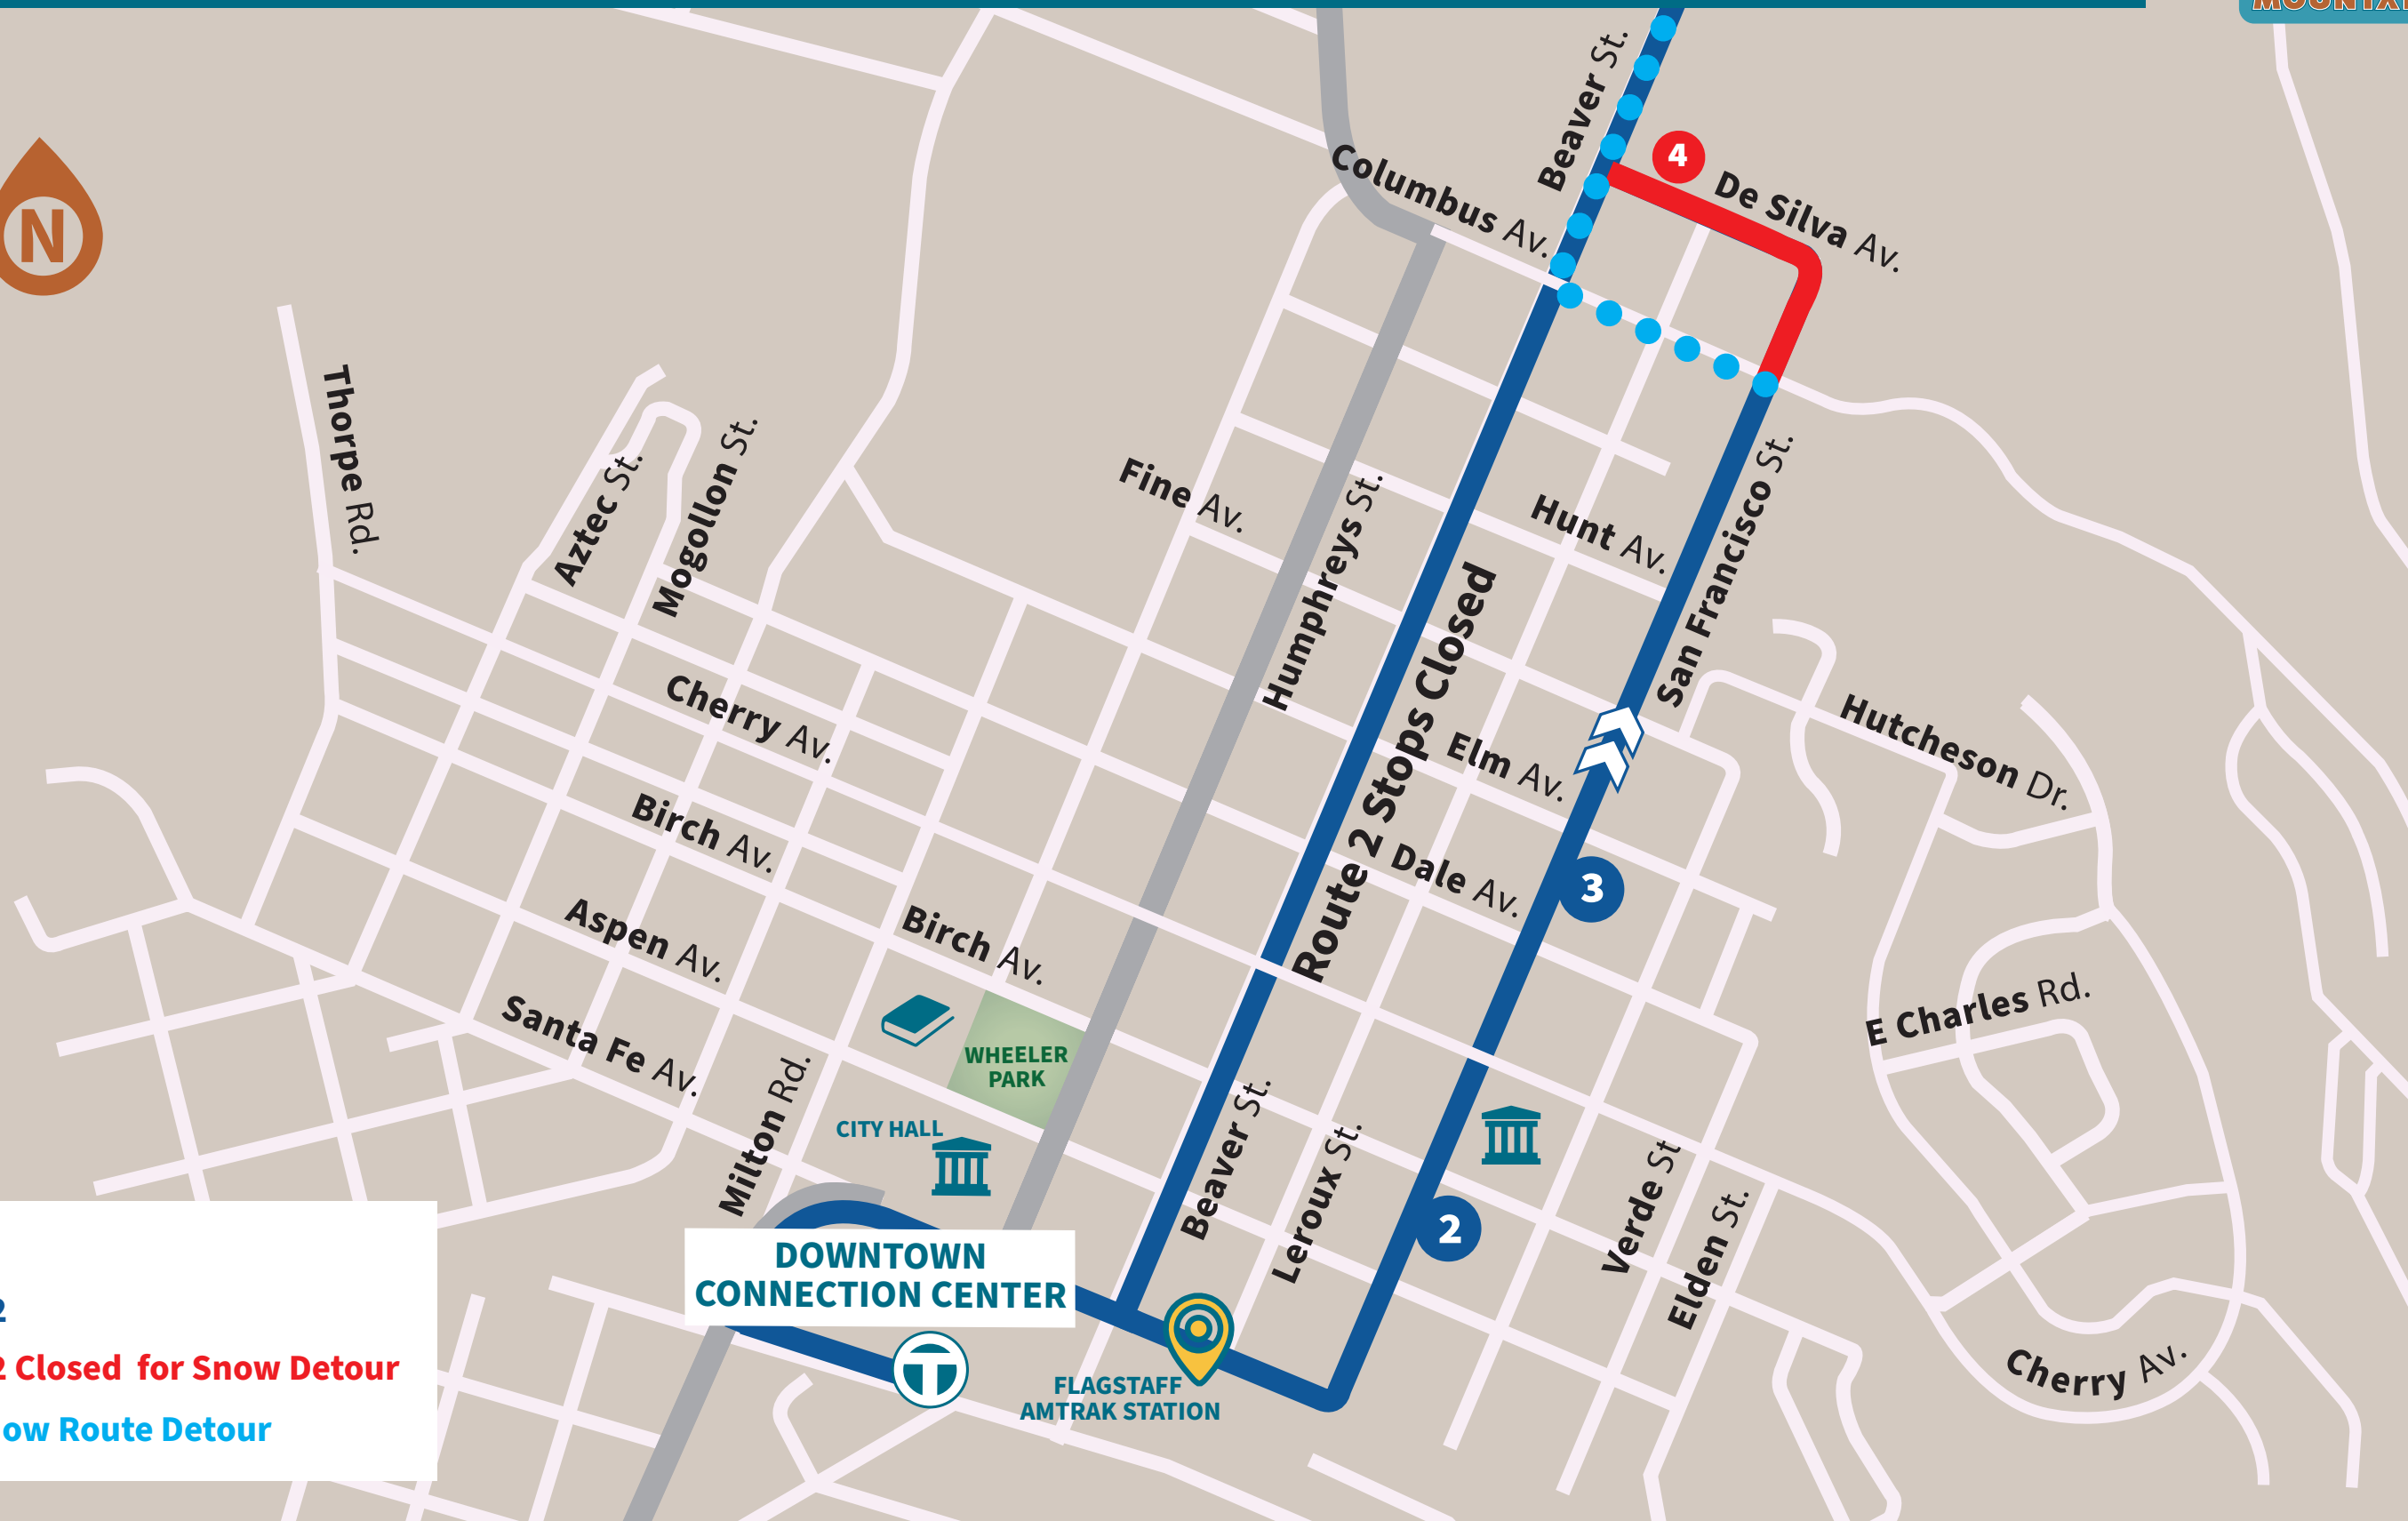 Beaver St.
4
De Silva Av.
Columbus Av.
N
Thorpe Rd.
Aztec St.
Mogollon St.
Fine Av.
Humphreys St.
Hunt Av.
San Francisco St.
Route 2 Stops Closed
Cherry Av.
Elm Av.
Hutcheson Dr.
Birch Av.
Dale Av.
3
Aspen Av.
Birch Av.
E Charles Rd.
Santa Fe Av.
WHEELER
PARK
Milton Rd.
CITY HALL
Beaver St.
Leroux St.
2
Verde St
Elden St.
DOWNTOWN
CONNECTION CENTER
T
FLAGSTAFF
AMTRAK STATION
Cherry Av.
2
2 Closed for Snow Detour
ow Route Detour